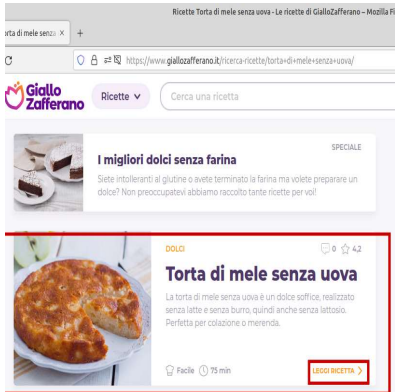 Ricette Torta di mele senza uova - Le ricette di GialloZafferano – Mozilla Fi
orta di mele senza × +
https://www.giallozafferano.it/ricerca-ricette/torta+di+mele+senza+uova/
Giallo
Zafferano
Ricette
Cerca una ricetta
SPECIALE
I migliori dolci senza farina
Siete intolleranti al glutine o avete terminato la farina ma volete preparare un
dolce? Non preoccupatevi abbiamo raccolto tante ricette per voi!
DOLCI 0 4,2
Torta di mele senza uova
La torta di mele senza uova è un dolce soffice, realizzato
senza latte e senza burro, quindi anche senza lattosio.
Perfetta per colazione o merenda.
Facile 75 min LEGGI RICETTA